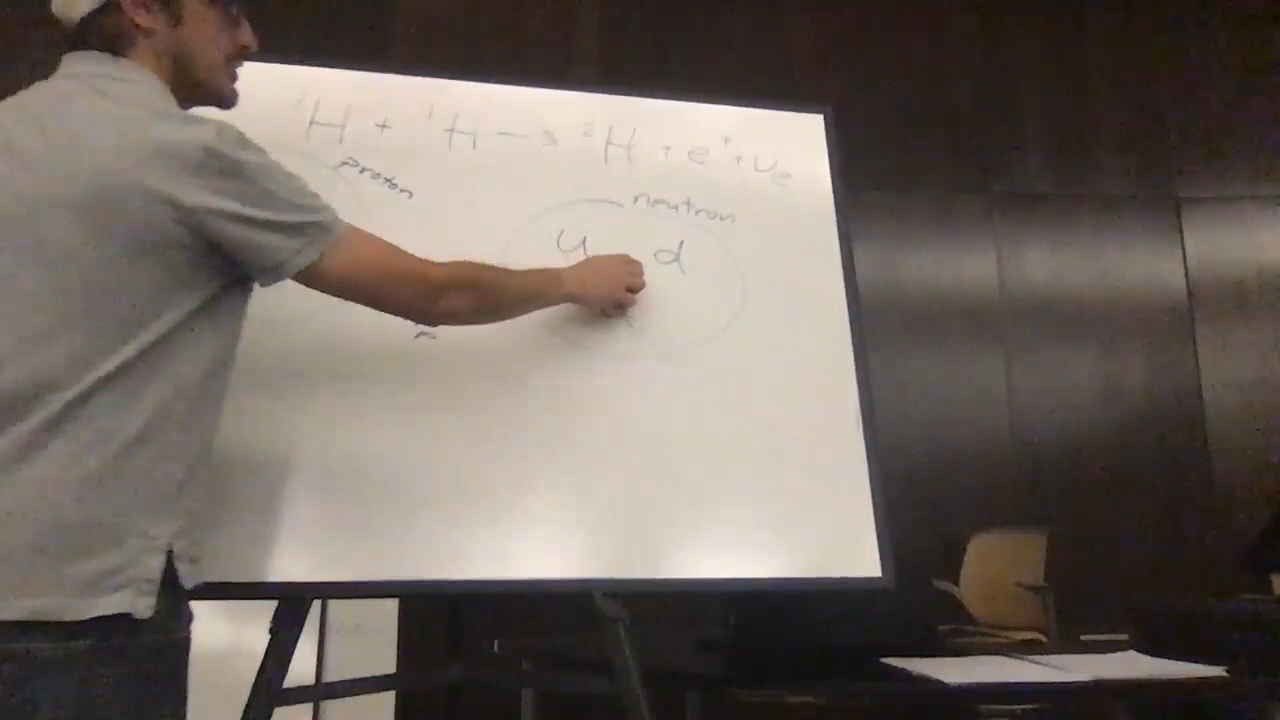 ¹H + ¹H → ²H + e⁺ + νₑ
proton
neutron
u d